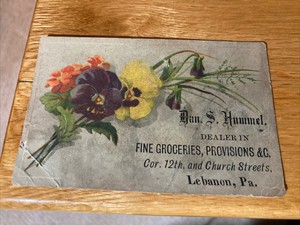 Dan. S. Hummel,
DEALER IN
FINE GROCERIES, PROVISIONS &C.
Cor. 12th, and Church Streets,
Lebanon, Pa.